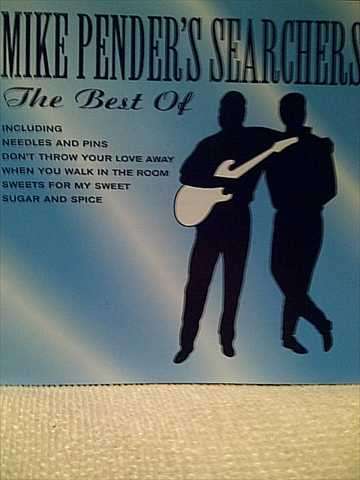 MIKE PENDER'S SEARCHERS
The Best Of
INCLUDING
NEEDLES AND PINS
DON'T THROW YOUR LOVE AWAY
WHEN YOU WALK IN THE ROOM
SWEETS FOR MY SWEET
SUGAR AND SPICE